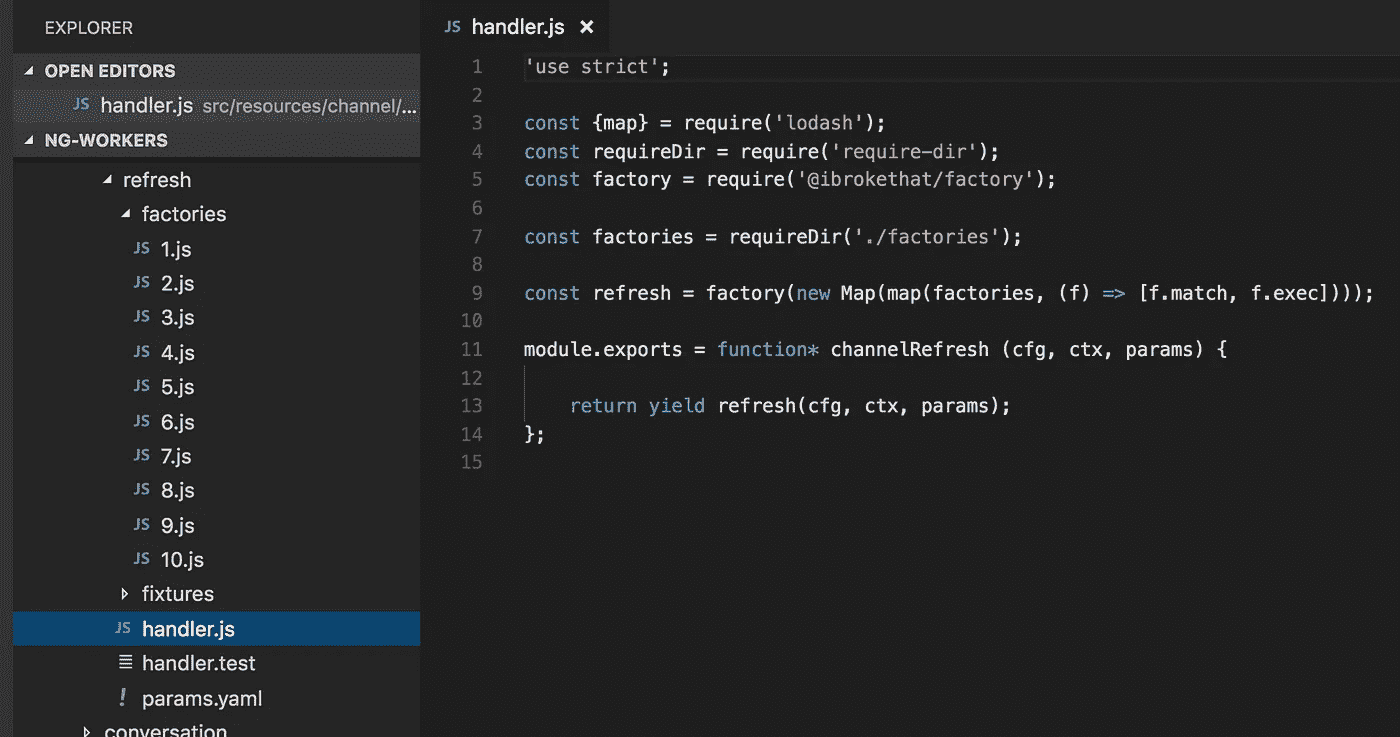 EXPLORER
OPEN EDITORS
JS handler.js src/resources/channel/...
NG-WORKERS
refresh
factories
JS 1.js
JS 2.js
JS 3.js
JS 4.js
JS 5.js
JS 6.js
JS 7.js
JS 8.js
JS 9.js
JS 10.js
fixtures
JS handler.js
handler.test
! params.yaml
conversation
JS handler.js ×
1 'use strict';
2
3 const {map} = require('lodash');
4 const requireDir = require('require-dir');
5 const factory = require('@ibrokethat/factory');
6
7 const factories = requireDir('./factories');
8
9 const refresh = factory(new Map(map(factories, (f) => [f.match, f.exec])));
10
11 module.exports = function* channelRefresh (cfg, ctx, params) {
12
13 return yield refresh(cfg, ctx, params);
14 };
15